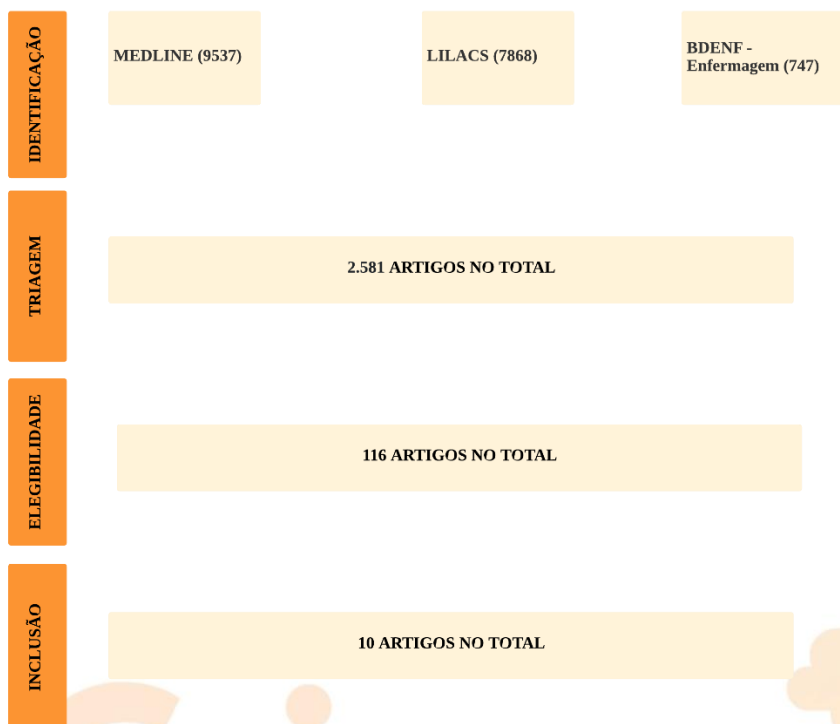 IDENTIFICAÇÃO
MEDLINE (9537)
LILACS (7868)
BDENF -
Enfermagem (747)
TRIAGEM
2.581 ARTIGOS NO TOTAL
ELEGIBILIDADE
116 ARTIGOS NO TOTAL
INCLUSÃO
10 ARTIGOS NO TOTAL